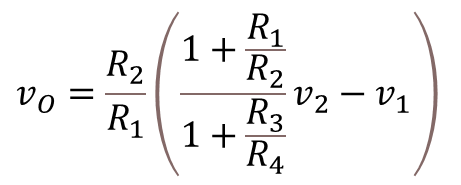 v_O = \frac{R_2}{R_1} \left( \frac{1 + \frac{R_1}{R_2}}{1 + \frac{R_3}{R_4}} v_2 - v_1 \right)